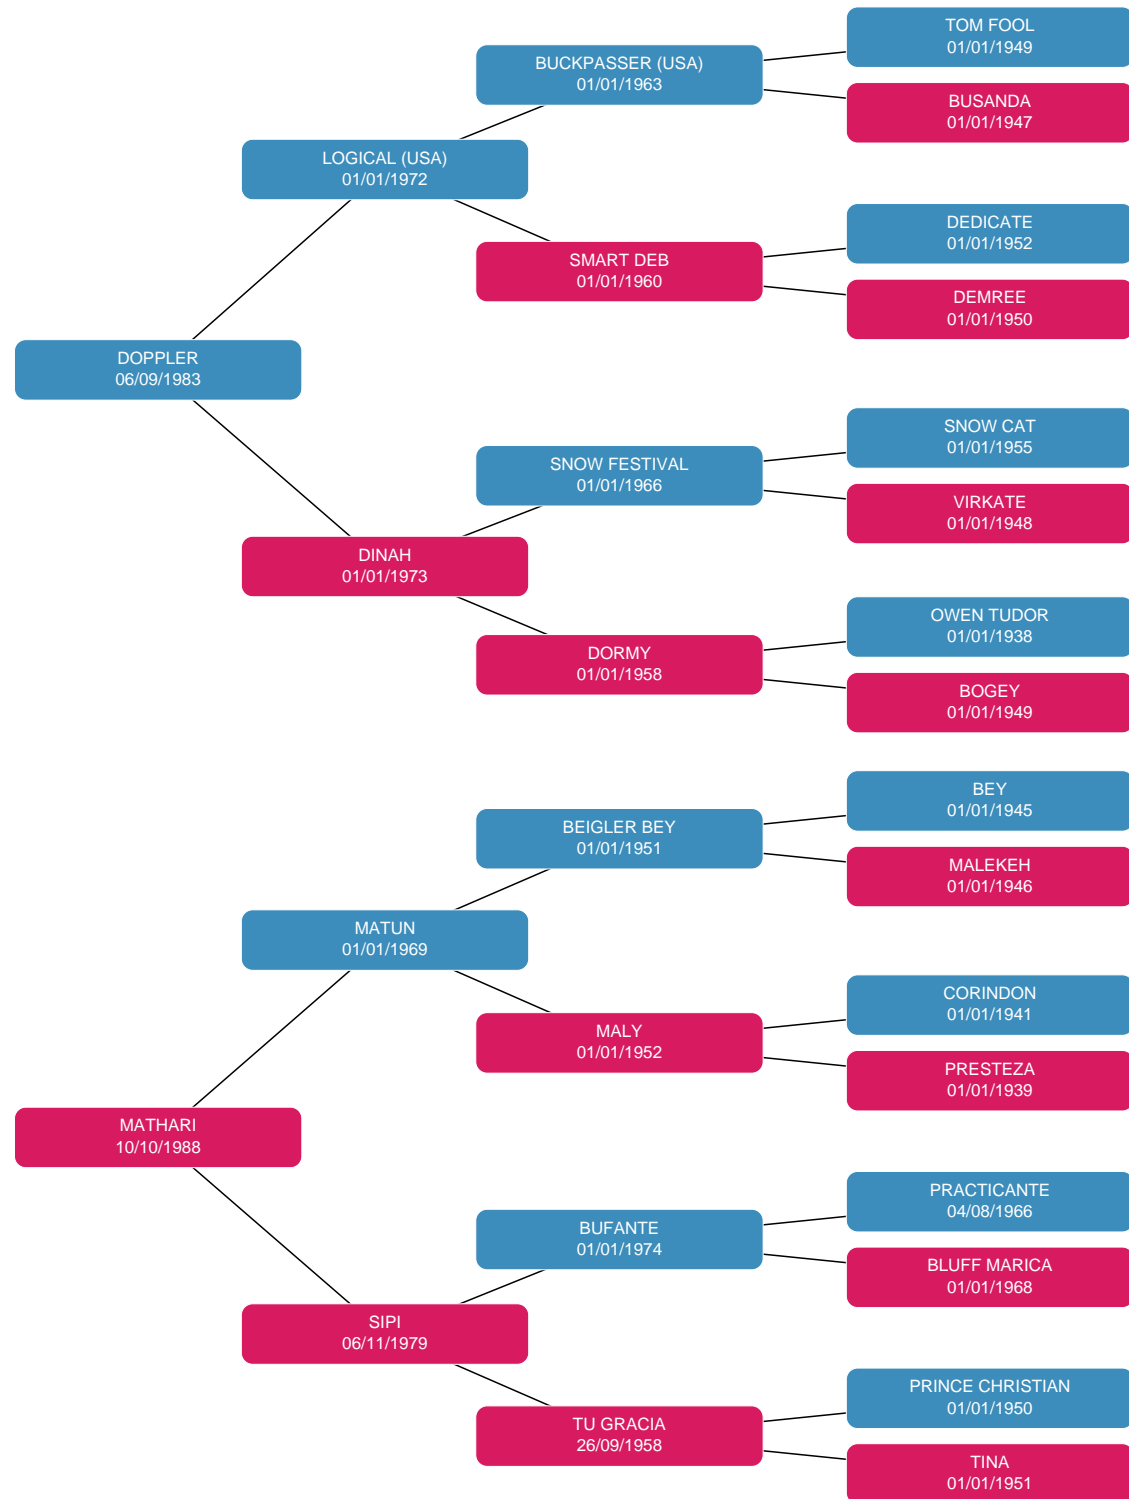 TOM FOOL
01/01/1949
BUCKPASSER (USA)
01/01/1963
BUSANDA
01/01/1947
LOGICAL (USA)
01/01/1972
DEDICATE
01/01/1952
SMART DEB
01/01/1960
DEMREE
01/01/1950
DOPPLER
06/09/1983
SNOW CAT
01/01/1955
SNOW FESTIVAL
01/01/1966
VIRKATE
01/01/1948
DINAH
01/01/1973
OWEN TUDOR
01/01/1938
DORMY
01/01/1958
BOGEY
01/01/1949
BEY
01/01/1945
BEIGLER BEY
01/01/1951
MALEKEH
01/01/1946
MATUN
01/01/1969
CORINDON
01/01/1941
MALY
01/01/1952
PRESTEZA
01/01/1939
MATHARI
10/10/1988
PRACTICANTE
04/08/1966
BUFANTE
01/01/1974
BLUFF MARICA
01/01/1968
SIPI
06/11/1979
PRINCE CHRISTIAN
01/01/1950
TU GRACIA
26/09/1958
TINA
01/01/1951